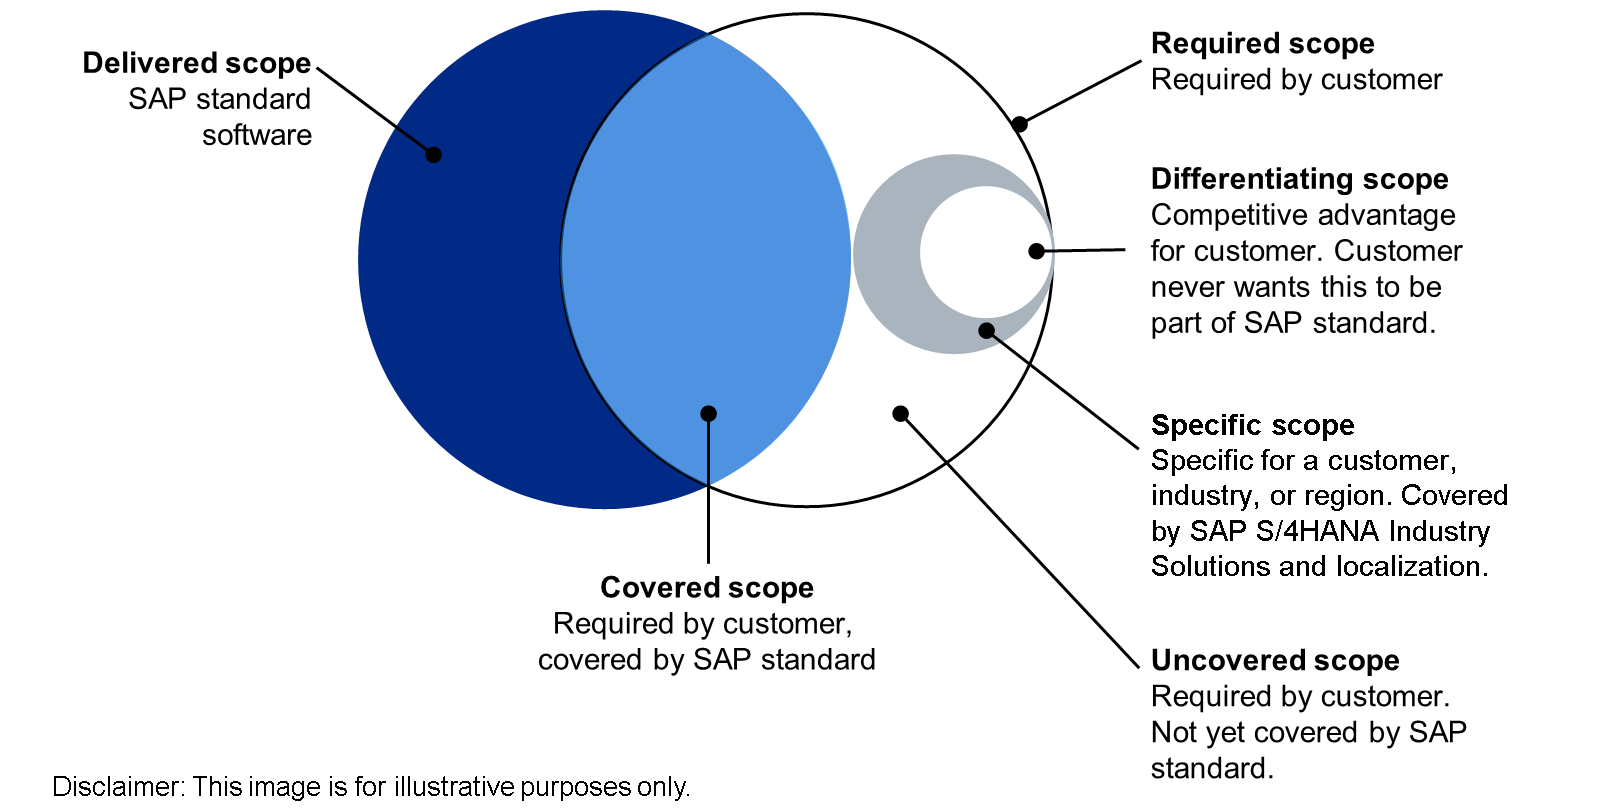 Delivered scope
SAP standard
software
Required scope
Required by customer
Differentiating scope
Competitive advantage
for customer. Customer
never wants this to be
part of SAP standard.
Specific scope
Specific for a customer,
industry, or region. Covered
by SAP S/4HANA Industry
Solutions and localization.
Covered scope
Required by customer,
covered by SAP standard
Uncovered scope
Required by customer.
Not yet covered by SAP
standard.
Disclaimer: This image is for illustrative purposes only.